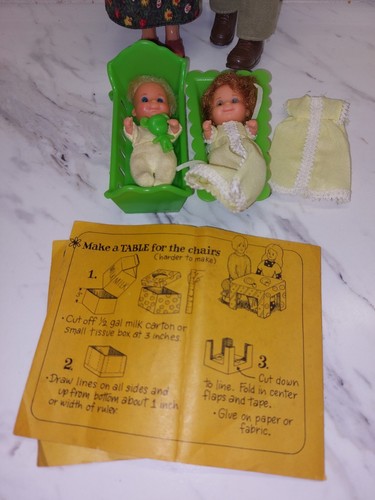 Make a TABLE for the chairs
(harder to make)
1.
• Cut off 1/2 gal milk carton or
small tissue box at 3 inches.
2.
• Draw lines on all sides and
up from bottom about 1 inch
or width of ruler.
3.
Cut down
to line. Fold in center
flaps and tape.
• Glue on paper or
fabric.